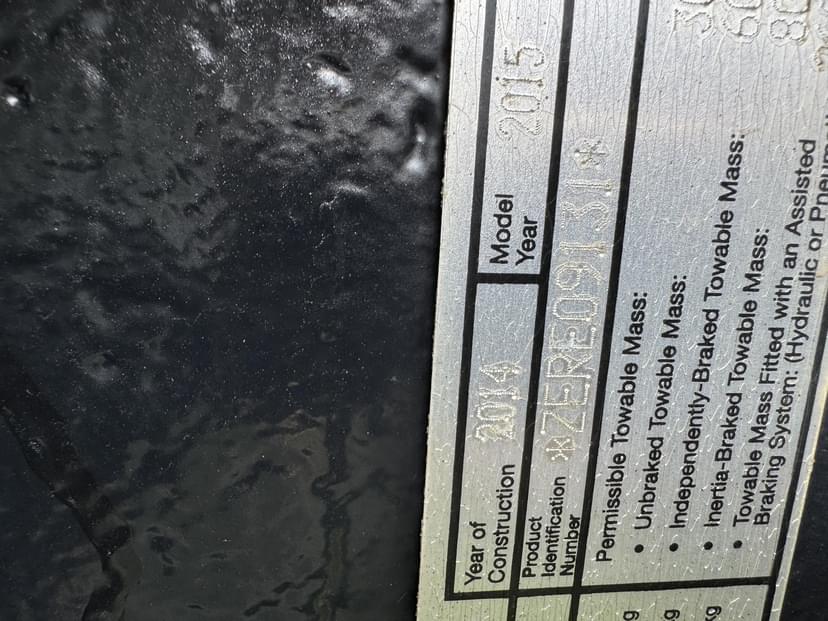 Year of
Construction
2014
Model
Year
2015
Product
Identification
Number
*ZERE09131*
Permissible Towable Mass:
• Unbraked Towable Mass:
• Independently-Braked Towable Mass:
• Inertia-Braked Towable Mass:
• Towable Mass Fitted with an Assisted
Braking System: (Hydraulic or
kg